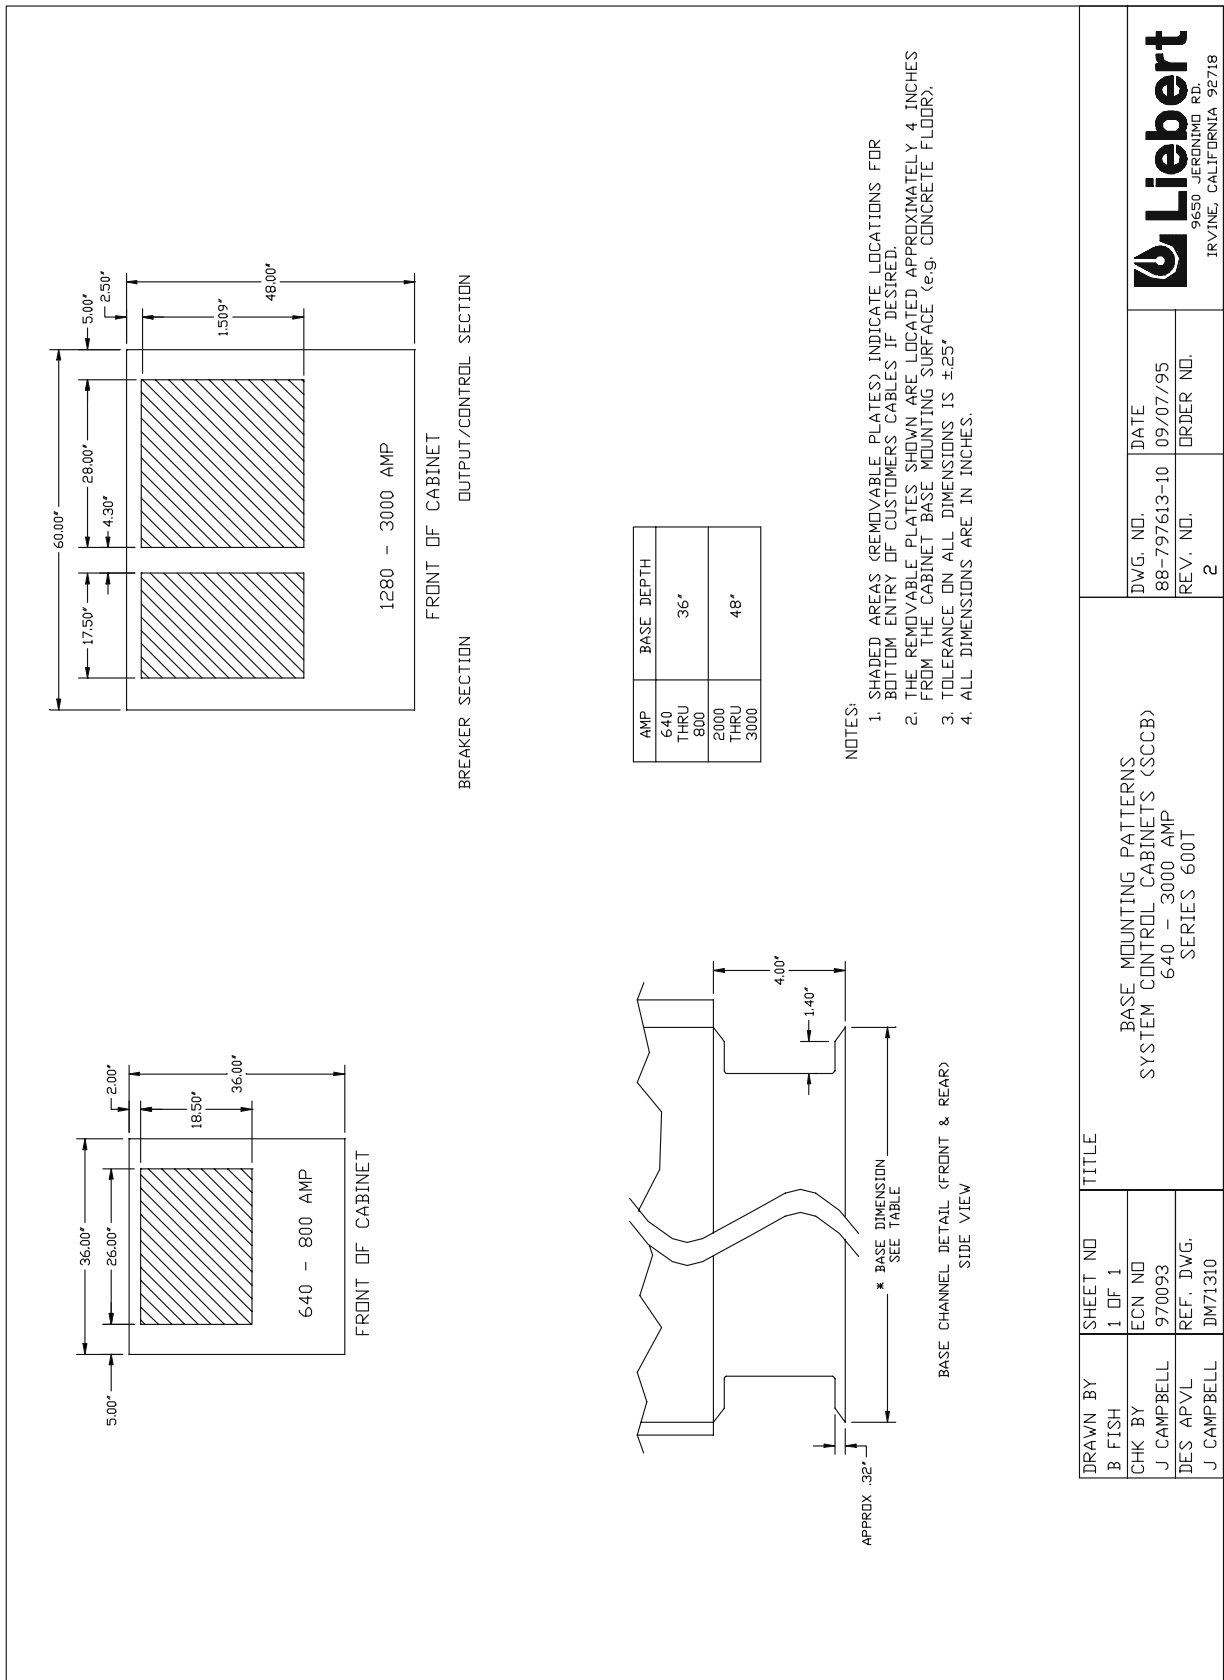 36.00"
26.00"
5.00"
2.00"
18.50"
36.00"
640 - 800 AMP
FRONT OF CABINET
60.00"
17.50"
4.30"
28.00"
5.00"
2.50"
1.509"
48.00"
1280 - 3000 AMP
FRONT OF CABINET
BREAKER SECTION
OUTPUT/CONTROL SECTION
4.00"
1.40"
APPROX .32"
* BASE DIMENSION
SEE TABLE
BASE CHANNEL DETAIL (FRONT & REAR)
SIDE VIEW
AMP
BASE DEPTH
640
THRU
800
36"
2000
THRU
3000
48"
NOTES:
1. SHADED AREAS (REMOVABLE PLATES) INDICATE LOCATIONS FOR
BOTTOM ENTRY OF CUSTOMERS CABLES IF DESIRED.
2. THE REMOVABLE PLATES SHOWN ARE LOCATED APPROXIMATELY 4 INCHES
FROM THE CABINET BASE MOUNTING SURFACE (e.g. CONCRETE FLOOR).
3. TOLERANCE ON ALL DIMENSIONS IS ±.25"
4. ALL DIMENSIONS ARE IN INCHES.
DRAWN BY
B FISH
CHK BY
J CAMPBELL
DES APVL
J CAMPBELL
SHEET NO
1 OF 1
ECN NO
970093
REF. DWG.
DM71310
TITLE
BASE MOUNTING PATTERNS
SYSTEM CONTROL CABINETS (SCCB)
640 - 3000 AMP
SERIES 600T
DWG. NO.
88-797613-10
REV. NO.
2
DATE
09/07/95
ORDER NO.
Liebert
9650 JERONIMO RD.
IRVINE, CALIFORNIA 92718